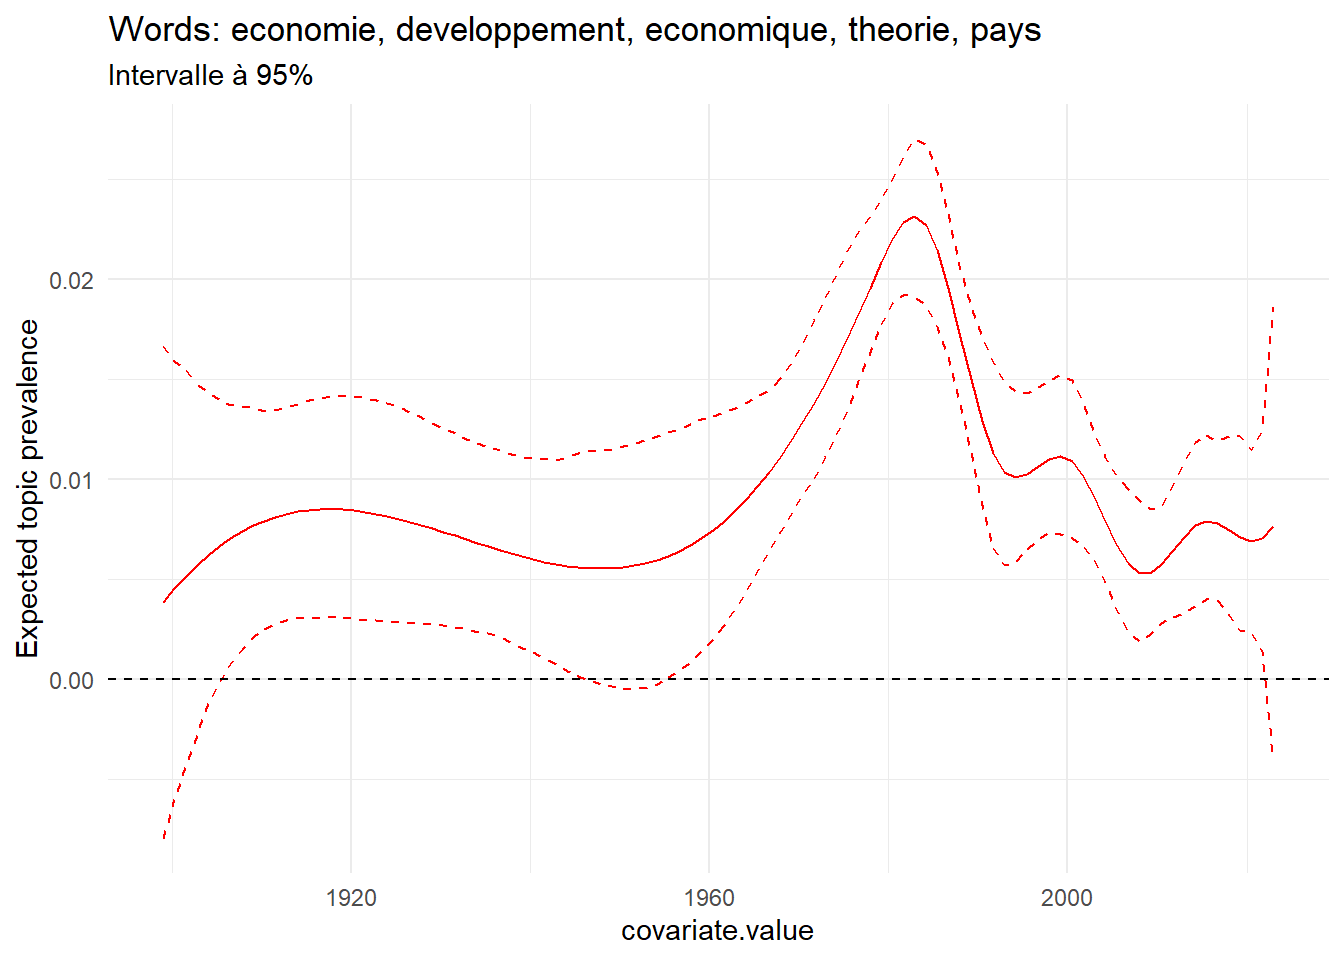 Words: economie, developpement, economique, theorie, pays
Intervalle à 95%
Expected topic prevalence
0.02
0.01
0.00
1920
1960
2000
covariate.value